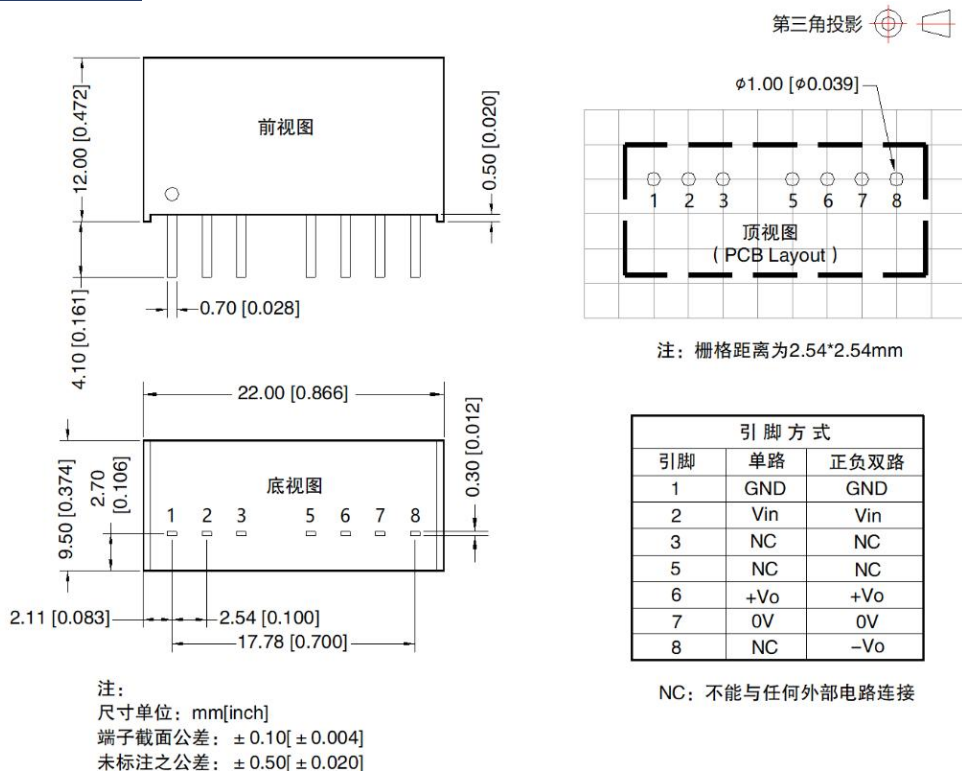 第三角投影
前视图
12.00 [0.472]
0.50 [0.020]
4.10 [0.161]
0.70 [0.028]
ф1.00 [ф0.039]
1 2 3 5 6 7 8
顶视图
( PCB Layout )
注：栅格距离为2.54*2.54mm
22.00 [0.866]
底视图
1 2 3 5 6 7 8
9.50 [0.374]
2.70
[0.106]
0.30 [0.012]
2.11 [0.083]
2.54 [0.100]
17.78 [0.700]
引脚方式
引脚 单路 正负双路
1 GND GND
2 Vin Vin
3 NC NC
5 NC NC
6 +Vo +Vo
7 0V 0V
8 NC −Vo
NC：不能与任何外部电路连接
注：
尺寸单位：mm[inch]
端子截面公差：±0.10[±0.004]
未标注之公差：±0.50[±0.020]